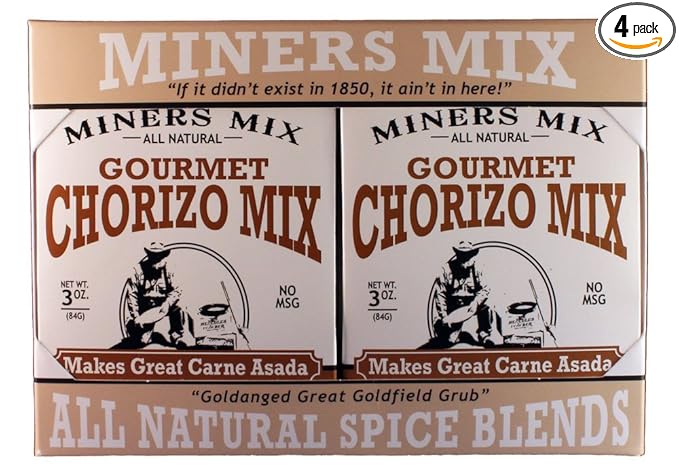 4
pack
MINERS MIX
“If it didn’t exist in 1850, it ain’t in here!”
MINERS MIX
ALL NATURAL
GOURMET
CHORIZO MIX
NET WT.
3 OZ.
(84G)
NO
MSG
Makes Great Carne Asada
MINERS MIX
ALL NATURAL
GOURMET
CHORIZO MIX
NET WT.
3 OZ.
(84G)
NO
MSG
Makes Great Carne Asada
“Goldanged Great Goldfield Grub”
ALL NATURAL SPICE BLENDS